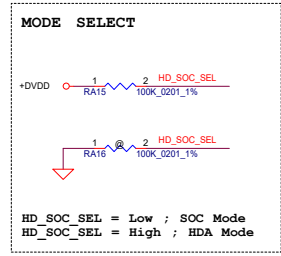 MODE SELECT
+DVDD 1 2 HD_SOC_SEL
RA15 100K_0201_1%
1 @ 2 HD_SOC_SEL
RA16 100K_0201_1%
HD_SOC_SEL = Low ; SOC Mode
HD_SOC_SEL = High ; HDA Mode